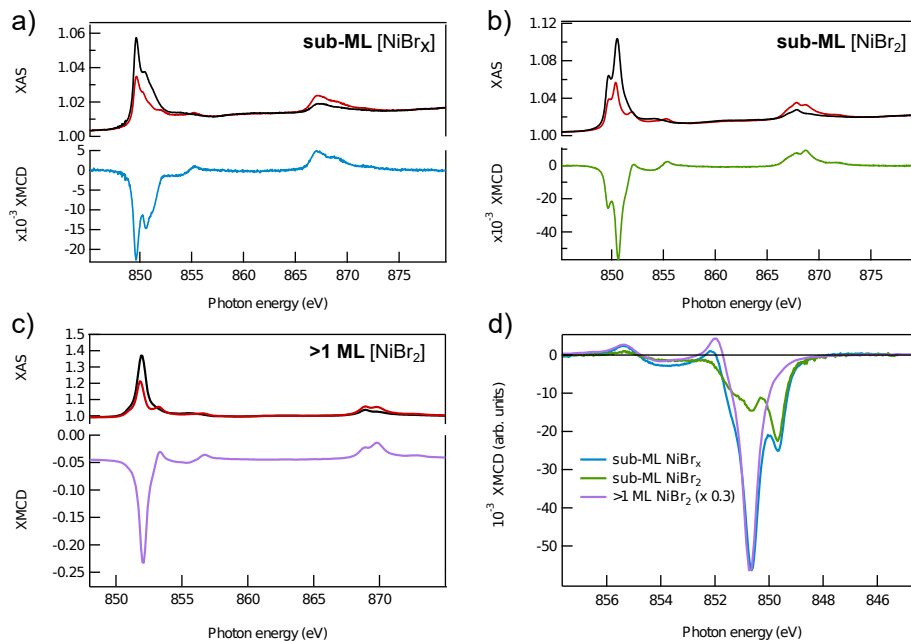 a)
sub-ML [NiBrX]
1.06
1.04
1.02
1.00
XAS
5
0
-5
-10
-15
-20
x10-3 XMCD
850 855 860 865 870 875
Photon energy (eV)
b)
sub-ML [NiBr2]
1.12
1.08
1.04
1.00
XAS
0
-20
-40
x10-3 XMCD
850 855 860 865 870 875
Photon energy (eV)
c)
>1 ML [NiBr2]
1.5
1.4
1.3
1.2
1.1
1.0
XAS
0.00
-0.05
-0.10
-0.15
-0.20
-0.25
XMCD
850 855 860 865 870
Photon energy (eV)
d)
0
-10
-20
-30
-40
-50
10-3 XMCD (arb. units)
sub-ML NiBrx
sub-ML NiBr2
>1 ML NiBr2 (x 0.3)
856 854 852 850 848 846
Photon energy (eV)